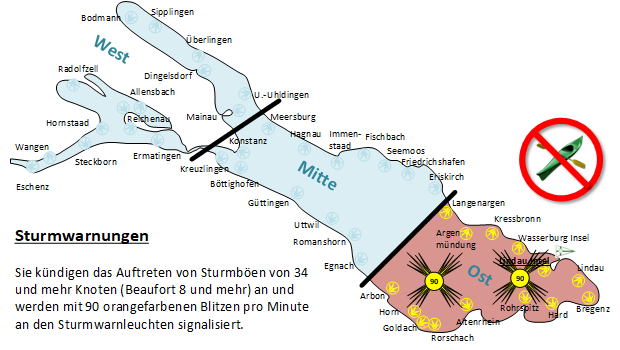 Sipplingen
Bodmann
Überlingen
West
Radolfzell
Dingelsdorf
Allensbach
U.-Uhldingen
Mainau
Reichenau
Meersburg
Hornstaad
Hagnau
Immen-
staad
Fischbach
Konstanz
Wangen
Ermatingen
Seemoos
Steckborn
Friedrichshafen
Kreuzlingen
Mitte
Eriskirch
Eschenz
Böttighofen
Güttingen
Langenargen
Kressbronn
Uttwil
Argen
mündung
Wasserburg Insel
Romanshorn
Lindau Insel
Egnach
Ost
Lindau
90
90
Arbon
Bregenz
Horn
Rohrspitz
Hard
Goldach
Altenrhein
Rorschach
Sturmwarnungen
Sie kündigen das Auftreten von Sturmböen von 34
und mehr Knoten (Beaufort 8 und mehr) an und
werden mit 90 orangefarbenen Blitzen pro Minute
an den Sturmwarnleuchten signalisiert.